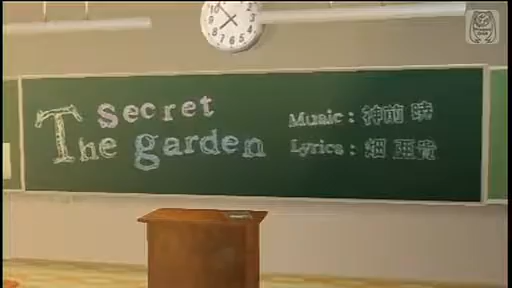 The Secret garden
Music : 神前 暁
Lyrics : 畑 亜貴